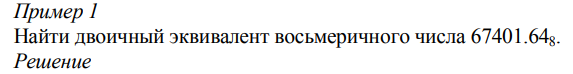 Пример 1
Найти двоичный эквивалент восьмеричного числа 67401.64₈.
Решение